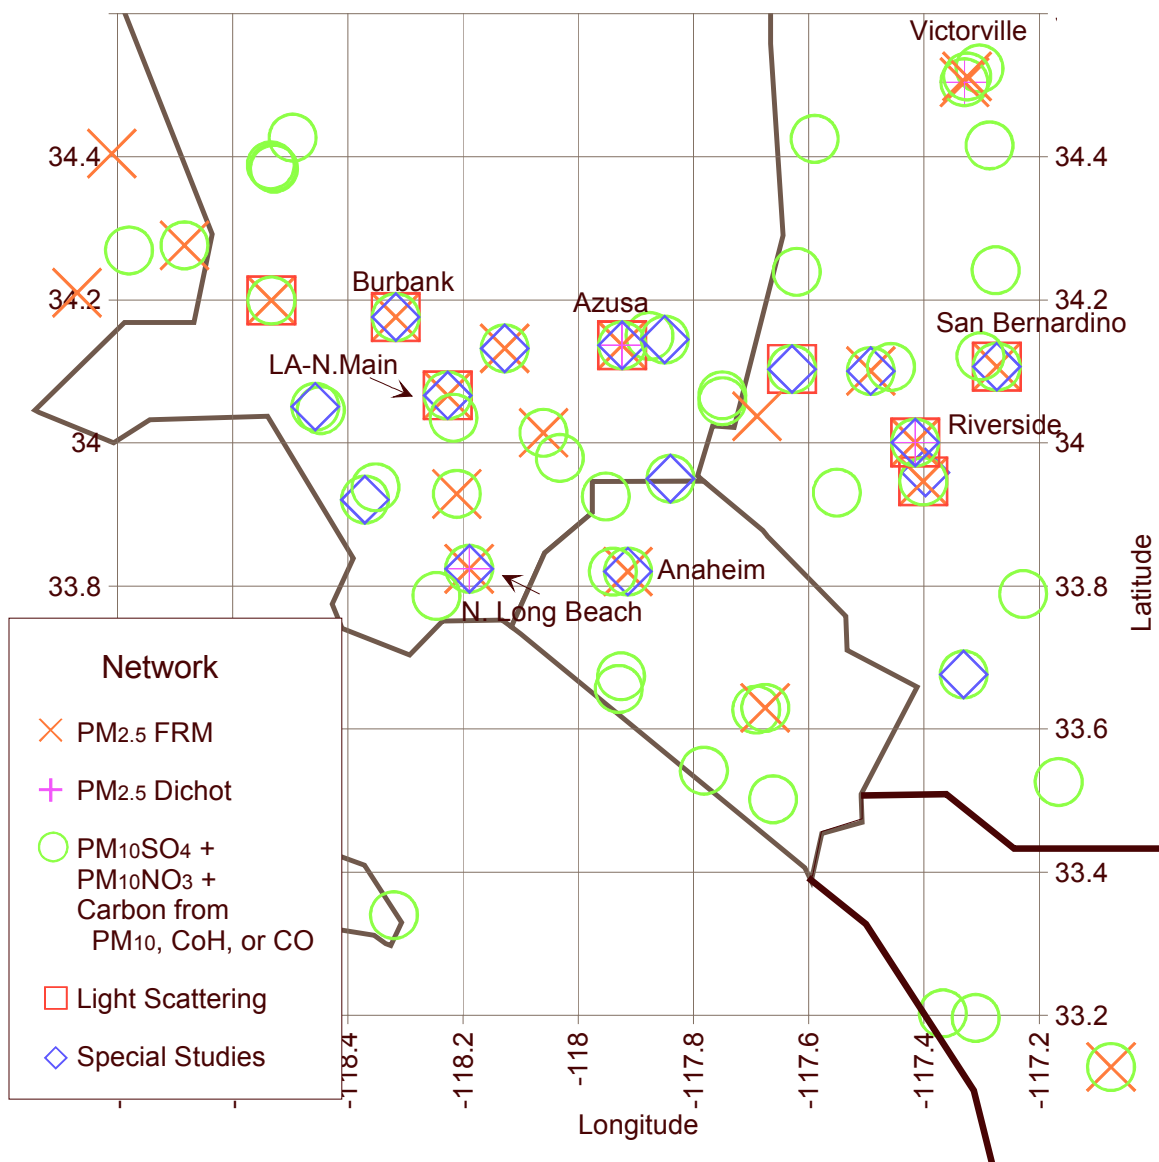 Victorville
34.4
34.4
34.2
34.2
Burbank
Azusa
San Bernardino
LA-N.Main
34
34
Riverside
33.8
33.8
Anaheim
N. Long Beach
Latitude
Network
PM2.5 FRM
PM2.5 Dichot
PM10SO4 +
PM10NO3 +
Carbon from
PM10, CoH, or CO
Light Scattering
Special Studies
33.6
33.4
33.2
-118.4
-118.2
-118
-117.8
-117.6
-117.4
-117.2
Longitude